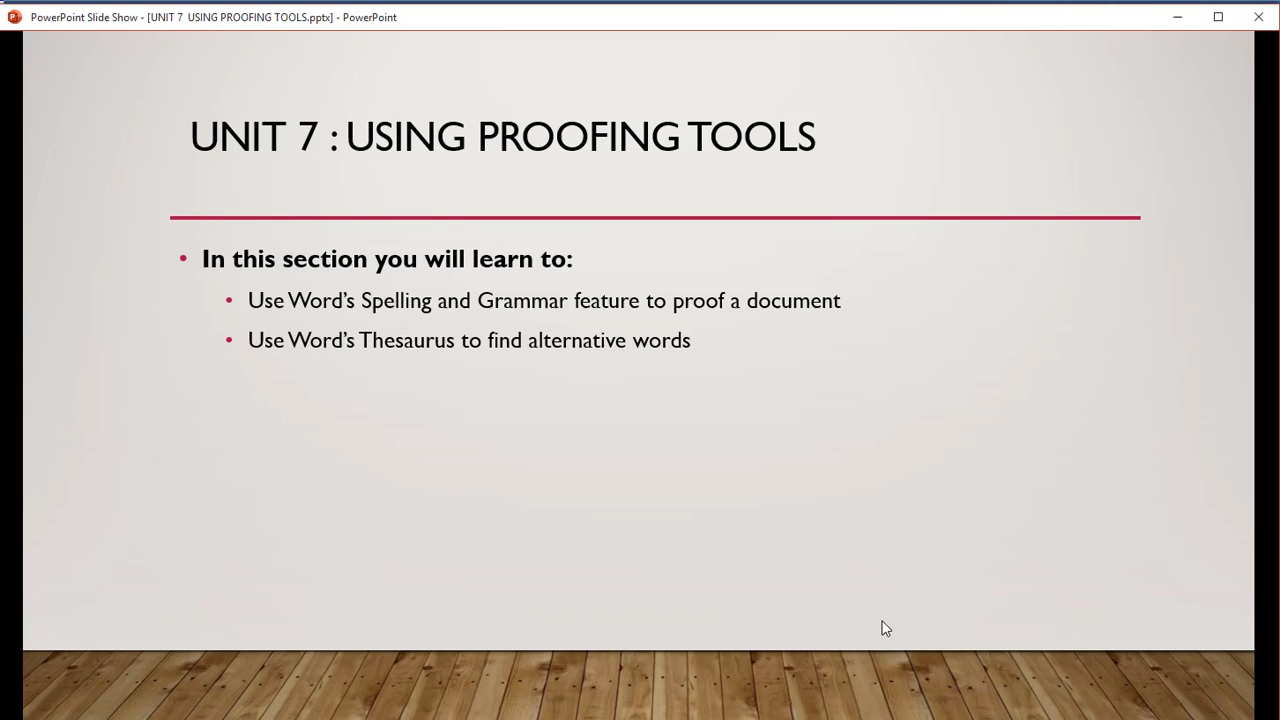 PowerPoint Slide Show - [UNIT 7  USING PROOFING TOOLS.pptx] - PowerPoint
UNIT 7 : USING PROOFING TOOLS
• In this section you will learn to:
• Use Word’s Spelling and Grammar feature to proof a document
• Use Word’s Thesaurus to find alternative words